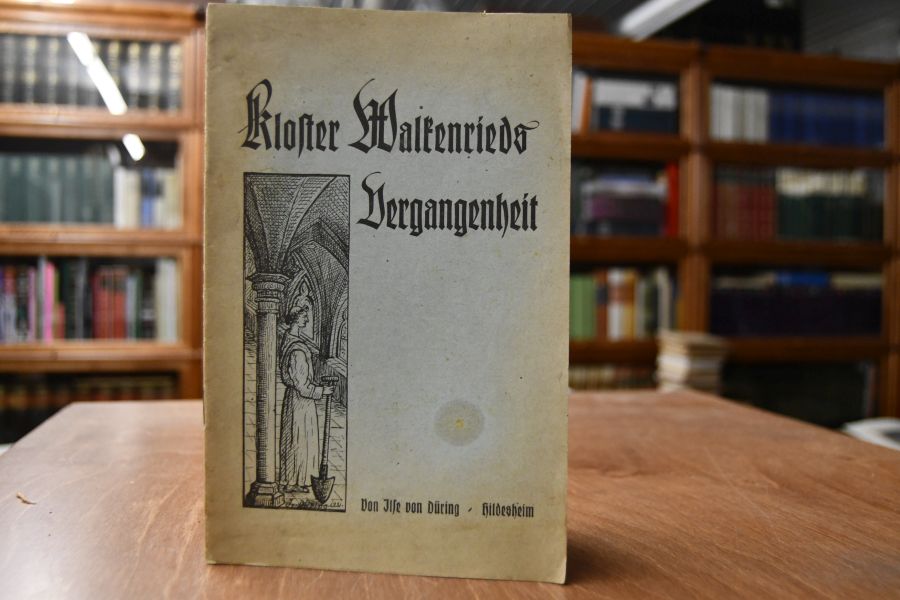 Kloſter Walkenrieds
Vergangenheit
Von Ilſe von Düring - Hildesheim